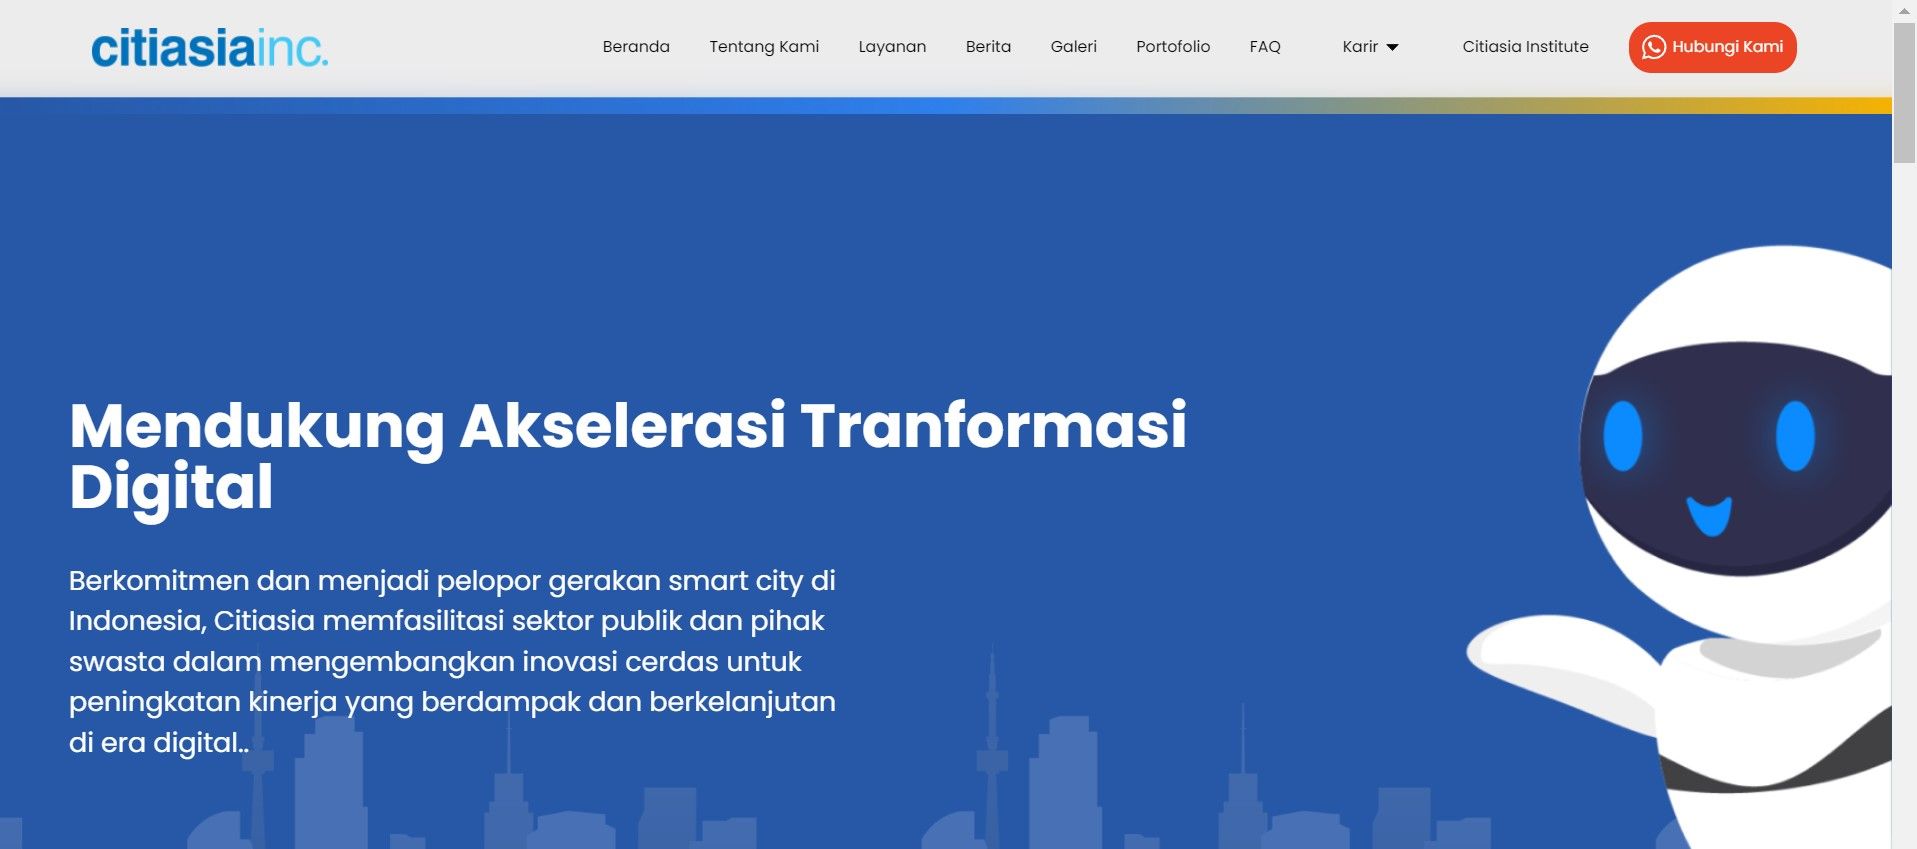 citiasiainc.
Beranda Tentang Kami Layanan Berita Galeri Portofolio FAQ Karir Citiasia Institute Hubungi Kami
Mendukung Akselerasi Tranformasi
Digital
Berkomitmen dan menjadi pelopor gerakan smart city di
Indonesia, Citiasia memfasilitasi sektor publik dan pihak
swasta dalam mengembangkan inovasi cerdas untuk
peningkatan kinerja yang berdampak dan berkelanjutan
di era digital..